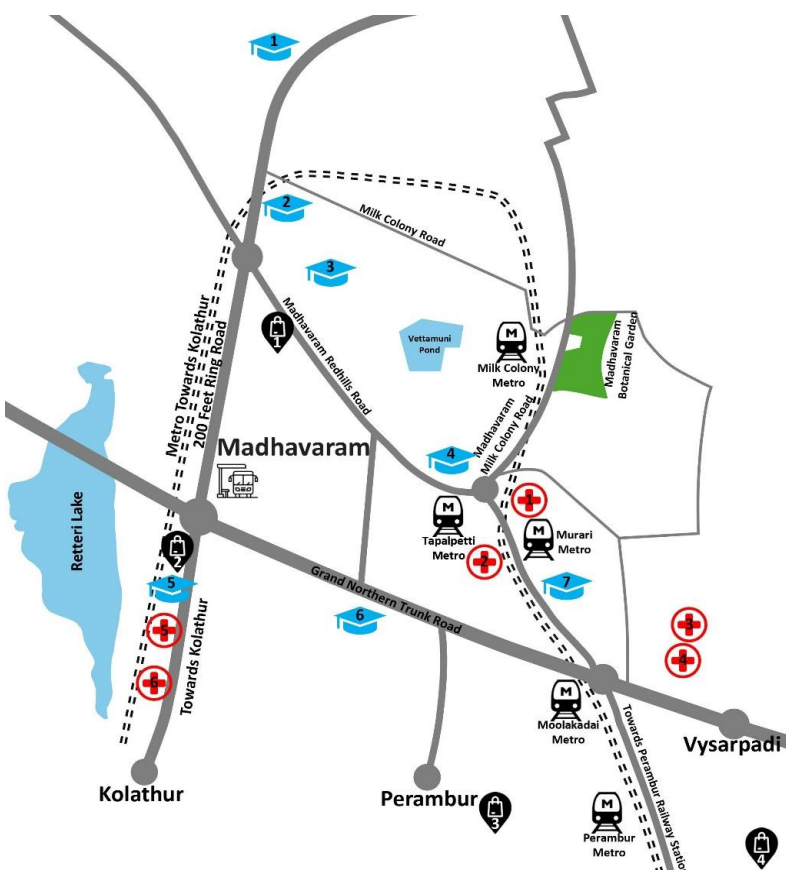 1
2
Milk Colony Road
3
Metro Towards Kolathur
200 Feet Ring Road
Madhavaram Redhills Road
1
Vettamuni
Pond
M
Milk Colony
Metro
Madhavaram
Botanical Garden
Madhavaram
Milk Colony Road
Madhavaram
4
Retteri Lake
M
Tapalpetti
Metro
1
M
Murari
Metro
2
2
5
Grand Northern Trunk Road
7
6
5
3
4
6
Towards Kolathur
M
Moolakadai
Metro
Towards Perambur Railway Station
Vysarpadi
Kolathur
Perambur
3
M
Perambur
Metro
4